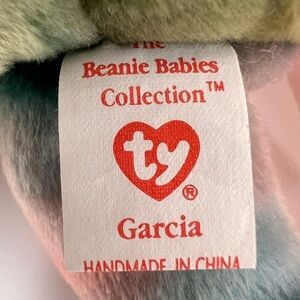 The
Beanie Babies
Collection™
ty
®
Garcia
HANDMADE IN CHINA